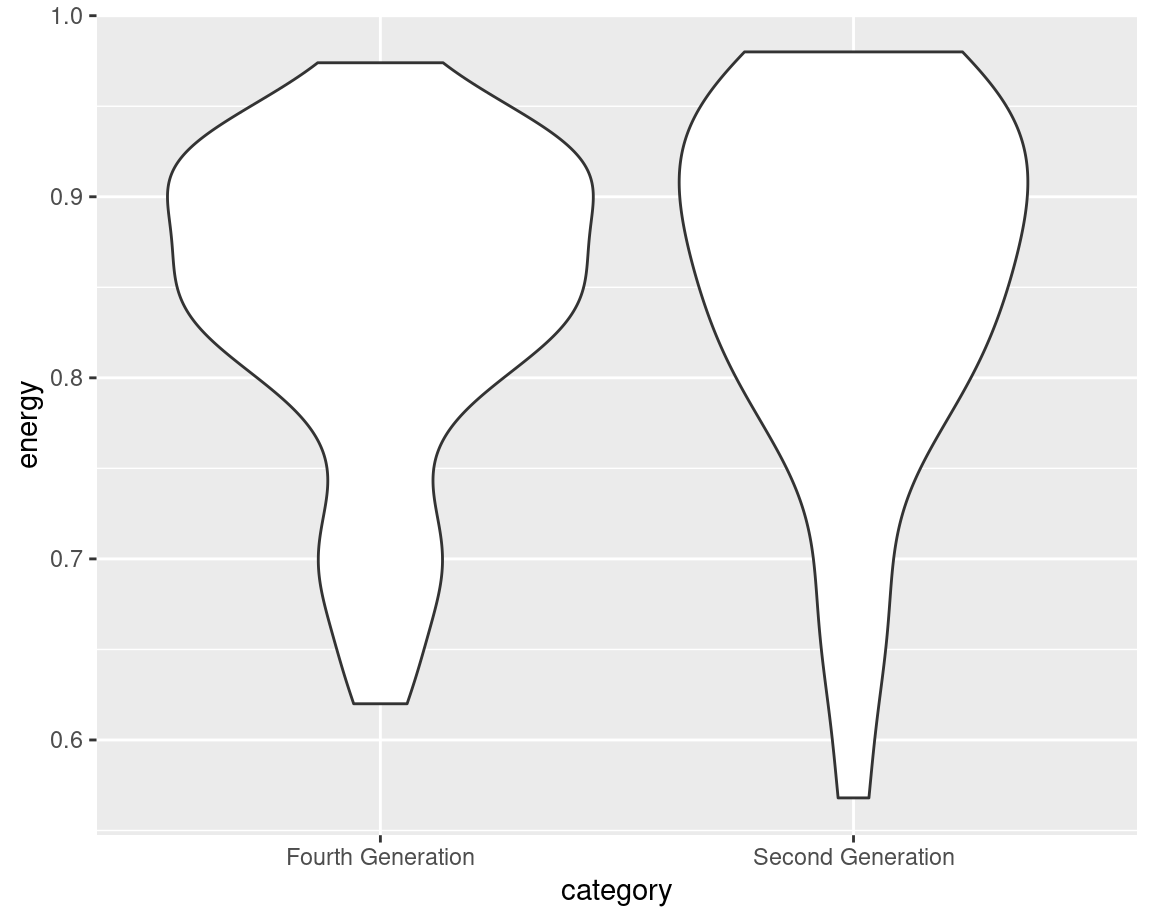 1.0
0.9
0.8
0.7
0.6
energy
Fourth Generation
Second Generation
category